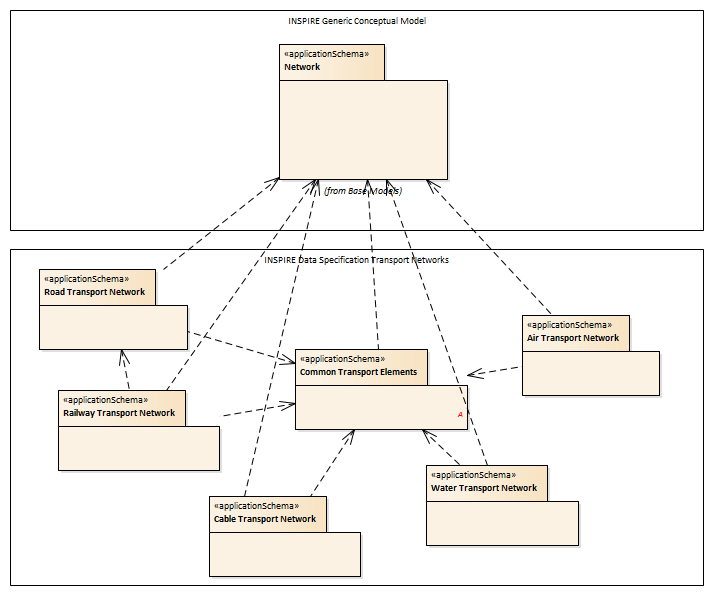 INSPIRE Generic Conceptual Model
«applicationSchema»
Network
(from Base Models)
INSPIRE Data Specification Transport Networks
«applicationSchema»
Road Transport Network
«applicationSchema»
Air Transport Network
«applicationSchema»
Common Transport Elements
A
«applicationSchema»
Railway Transport Network
«applicationSchema»
Water Transport Network
«applicationSchema»
Cable Transport Network